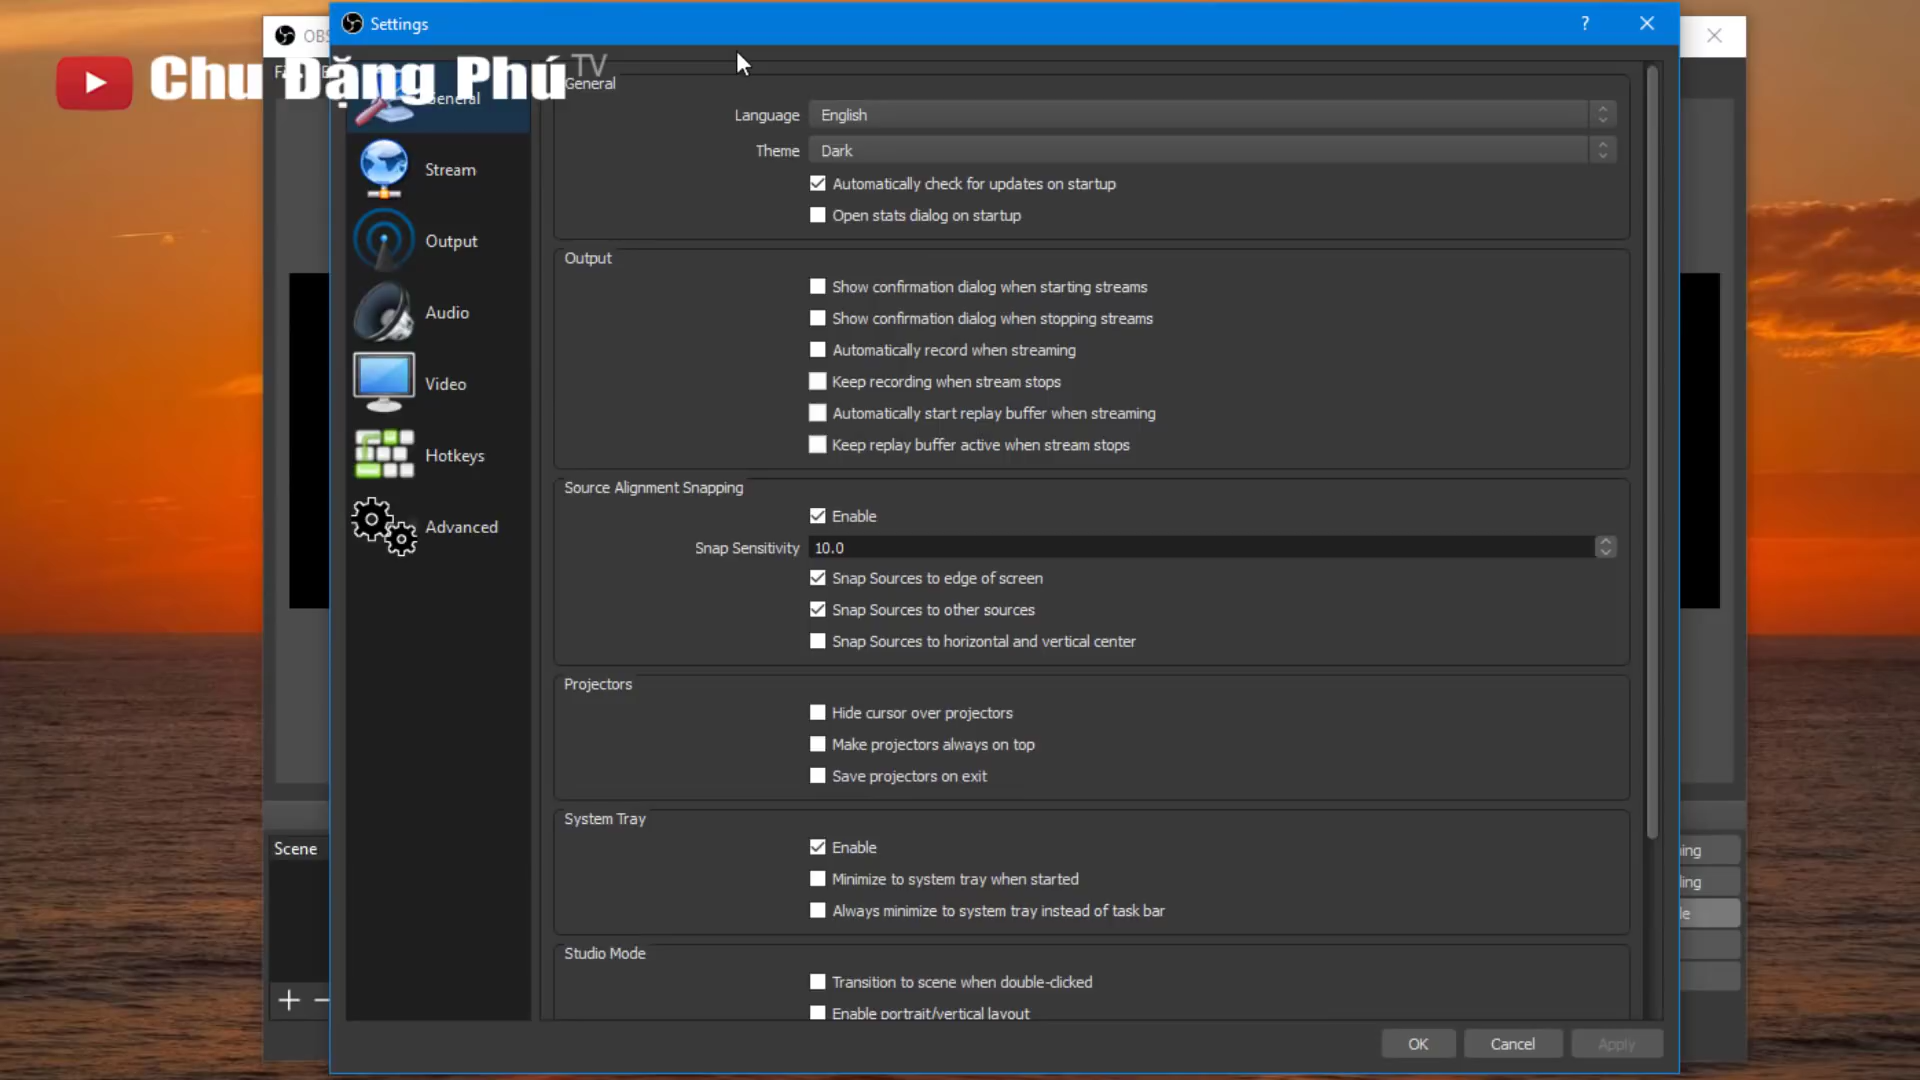 Settings
?
OBS
Chu Đặng Phú
TV
General
Stream
Output
Audio
Video
Hotkeys
Advanced
General
Language English
Theme Dark
Automatically check for updates on startup
Open stats dialog on startup
Output
Show confirmation dialog when starting streams
Show confirmation dialog when stopping streams
Automatically record when streaming
Keep recording when stream stops
Automatically start replay buffer when streaming
Keep replay buffer active when stream stops
Source Alignment Snapping
Enable
Snap Sensitivity 10.0
Snap Sources to edge of screen
Snap Sources to other sources
Snap Sources to horizontal and vertical center
Projectors
Hide cursor over projectors
Make projectors always on top
Save projectors on exit
System Tray
Enable
Minimize to system tray when started
Always minimize to system tray instead of task bar
Studio Mode
Transition to scene when double-clicked
Enable portrait/vertical layout
Scene
ing
ling
le
OK Cancel Apply